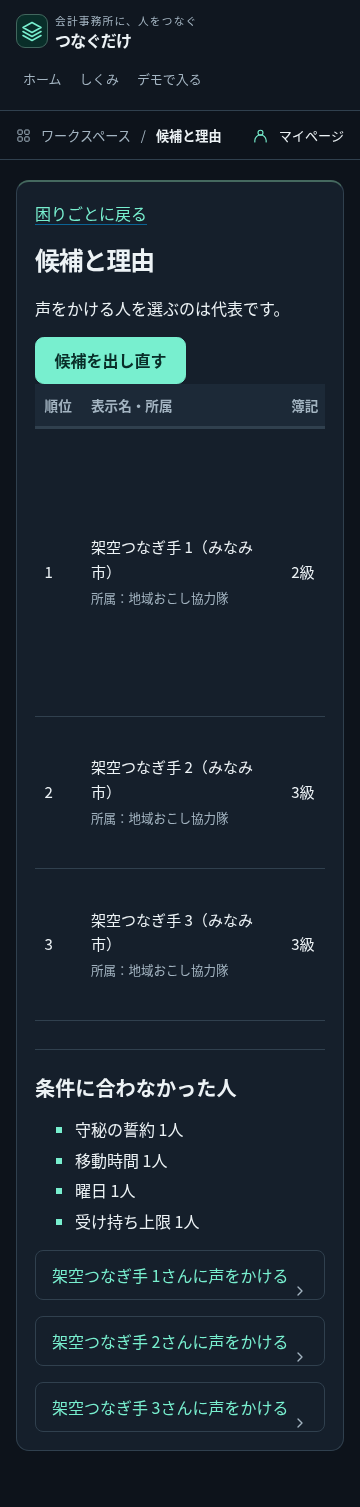 会計事務所に、人をつなぐ
つなぐだけ
ホーム しくみ デモで入る
ワークスペース / 候補と理由 マイページ
困りごとに戻る
候補と理由
声をかける人を選ぶのは代表です。
候補を出し直す
順位 表示名・所属 簿記
架空つなぎ手 1（みなみ
1 市） 2級
所属：地域おこし協力隊
架空つなぎ手 2（みなみ
2 市） 3級
所属：地域おこし協力隊
架空つなぎ手 3（みなみ
3 市） 3級
所属：地域おこし協力隊
条件に合わなかった人
守秘の誓約 1人
移動時間 1人
曜日 1人
受け持ち上限 1人
架空つなぎ手 1さんに声をかける
架空つなぎ手 2さんに声をかける
架空つなぎ手 3さんに声をかける